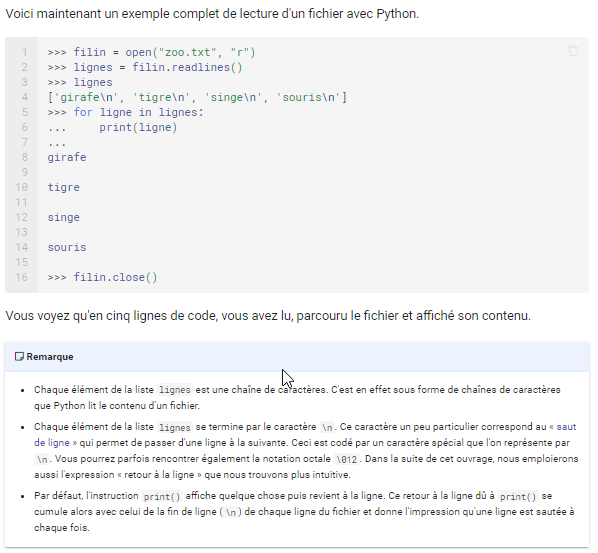 Voici maintenant un exemple complet de lecture d'un fichier avec Python.
1 >>> filin = open("zoo.txt", "r")
2 >>> lignes = filin.readlines()
3 >>> lignes
4 ['girafe\n', 'tigre\n', 'singe\n', 'souris\n']
5 >>> for ligne in lignes:
6 ...     print(ligne)
7 ...
8 girafe
9
10 tigre
11
12 singe
13
14 souris
15
16 >>> filin.close()
Vous voyez qu'en cinq lignes de code, vous avez lu, parcouru le fichier et affiché son contenu.
Remarque
• Chaque élément de la liste lignes est une chaîne de caractères. C'est en effet sous forme de chaînes de caractères
que Python lit le contenu d'un fichier.
• Chaque élément de la liste lignes se termine par le caractère \n. Ce caractère un peu particulier correspond au « saut
de ligne » qui permet de passer d'une ligne à la suivante. Ceci est codé par un caractère spécial que l'on représente par
\n. Vous pourrez parfois rencontrer également la notation octale \012. Dans la suite de cet ouvrage, nous emploierons
aussi l'expression « retour à la ligne » que nous trouvons plus intuitive.
• Par défaut, l'instruction print() affiche quelque chose puis revient à la ligne. Ce retour à la ligne dû à print() se
cumule alors avec celui de la fin de ligne (\n) de chaque ligne du fichier et donne l'impression qu'une ligne est sautée à
chaque fois.